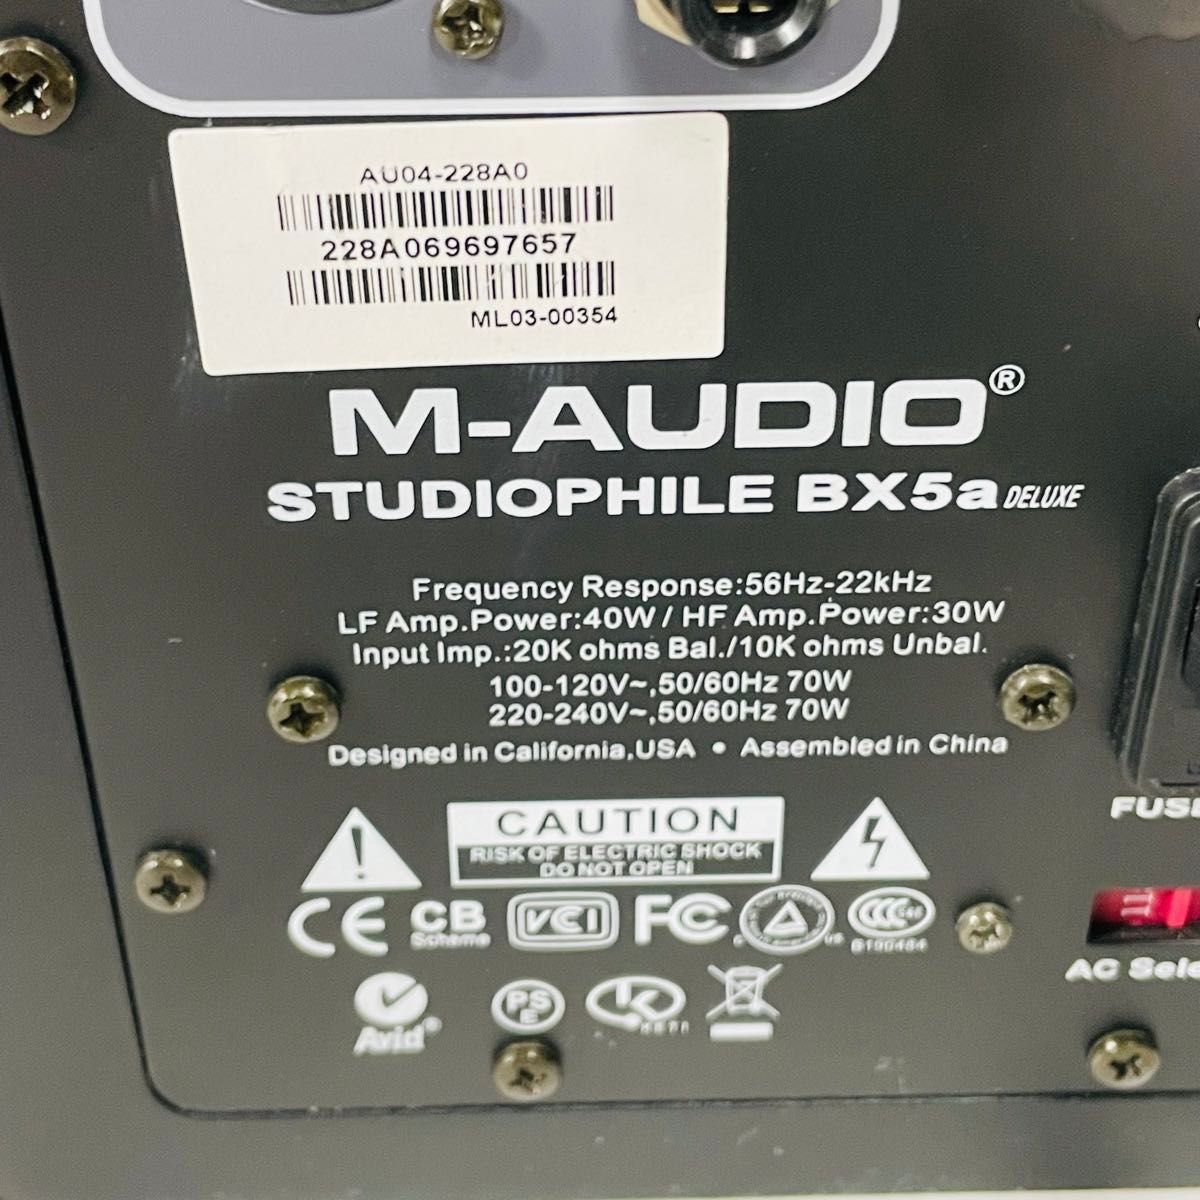 AU04-228A0
228A069697657
ML03-00354
M-AUDIO®
STUDIOPHILE BX5a DELUXE
Frequency Response:56Hz-22kHz
LF Amp.Power:40W / HF Amp.Power:30W
Input Imp.:20K ohms Bal./10K ohms Unbal.
100-120V~,50/60Hz 70W
220-240V~,50/60Hz 70W
Designed in California,USA • Assembled in China
FUSE
CAUTION
RISK OF ELECTRIC SHOCK
DO NOT OPEN
CE CB Scheme VCI FC CCC
AC Sele
Avid® PSE K